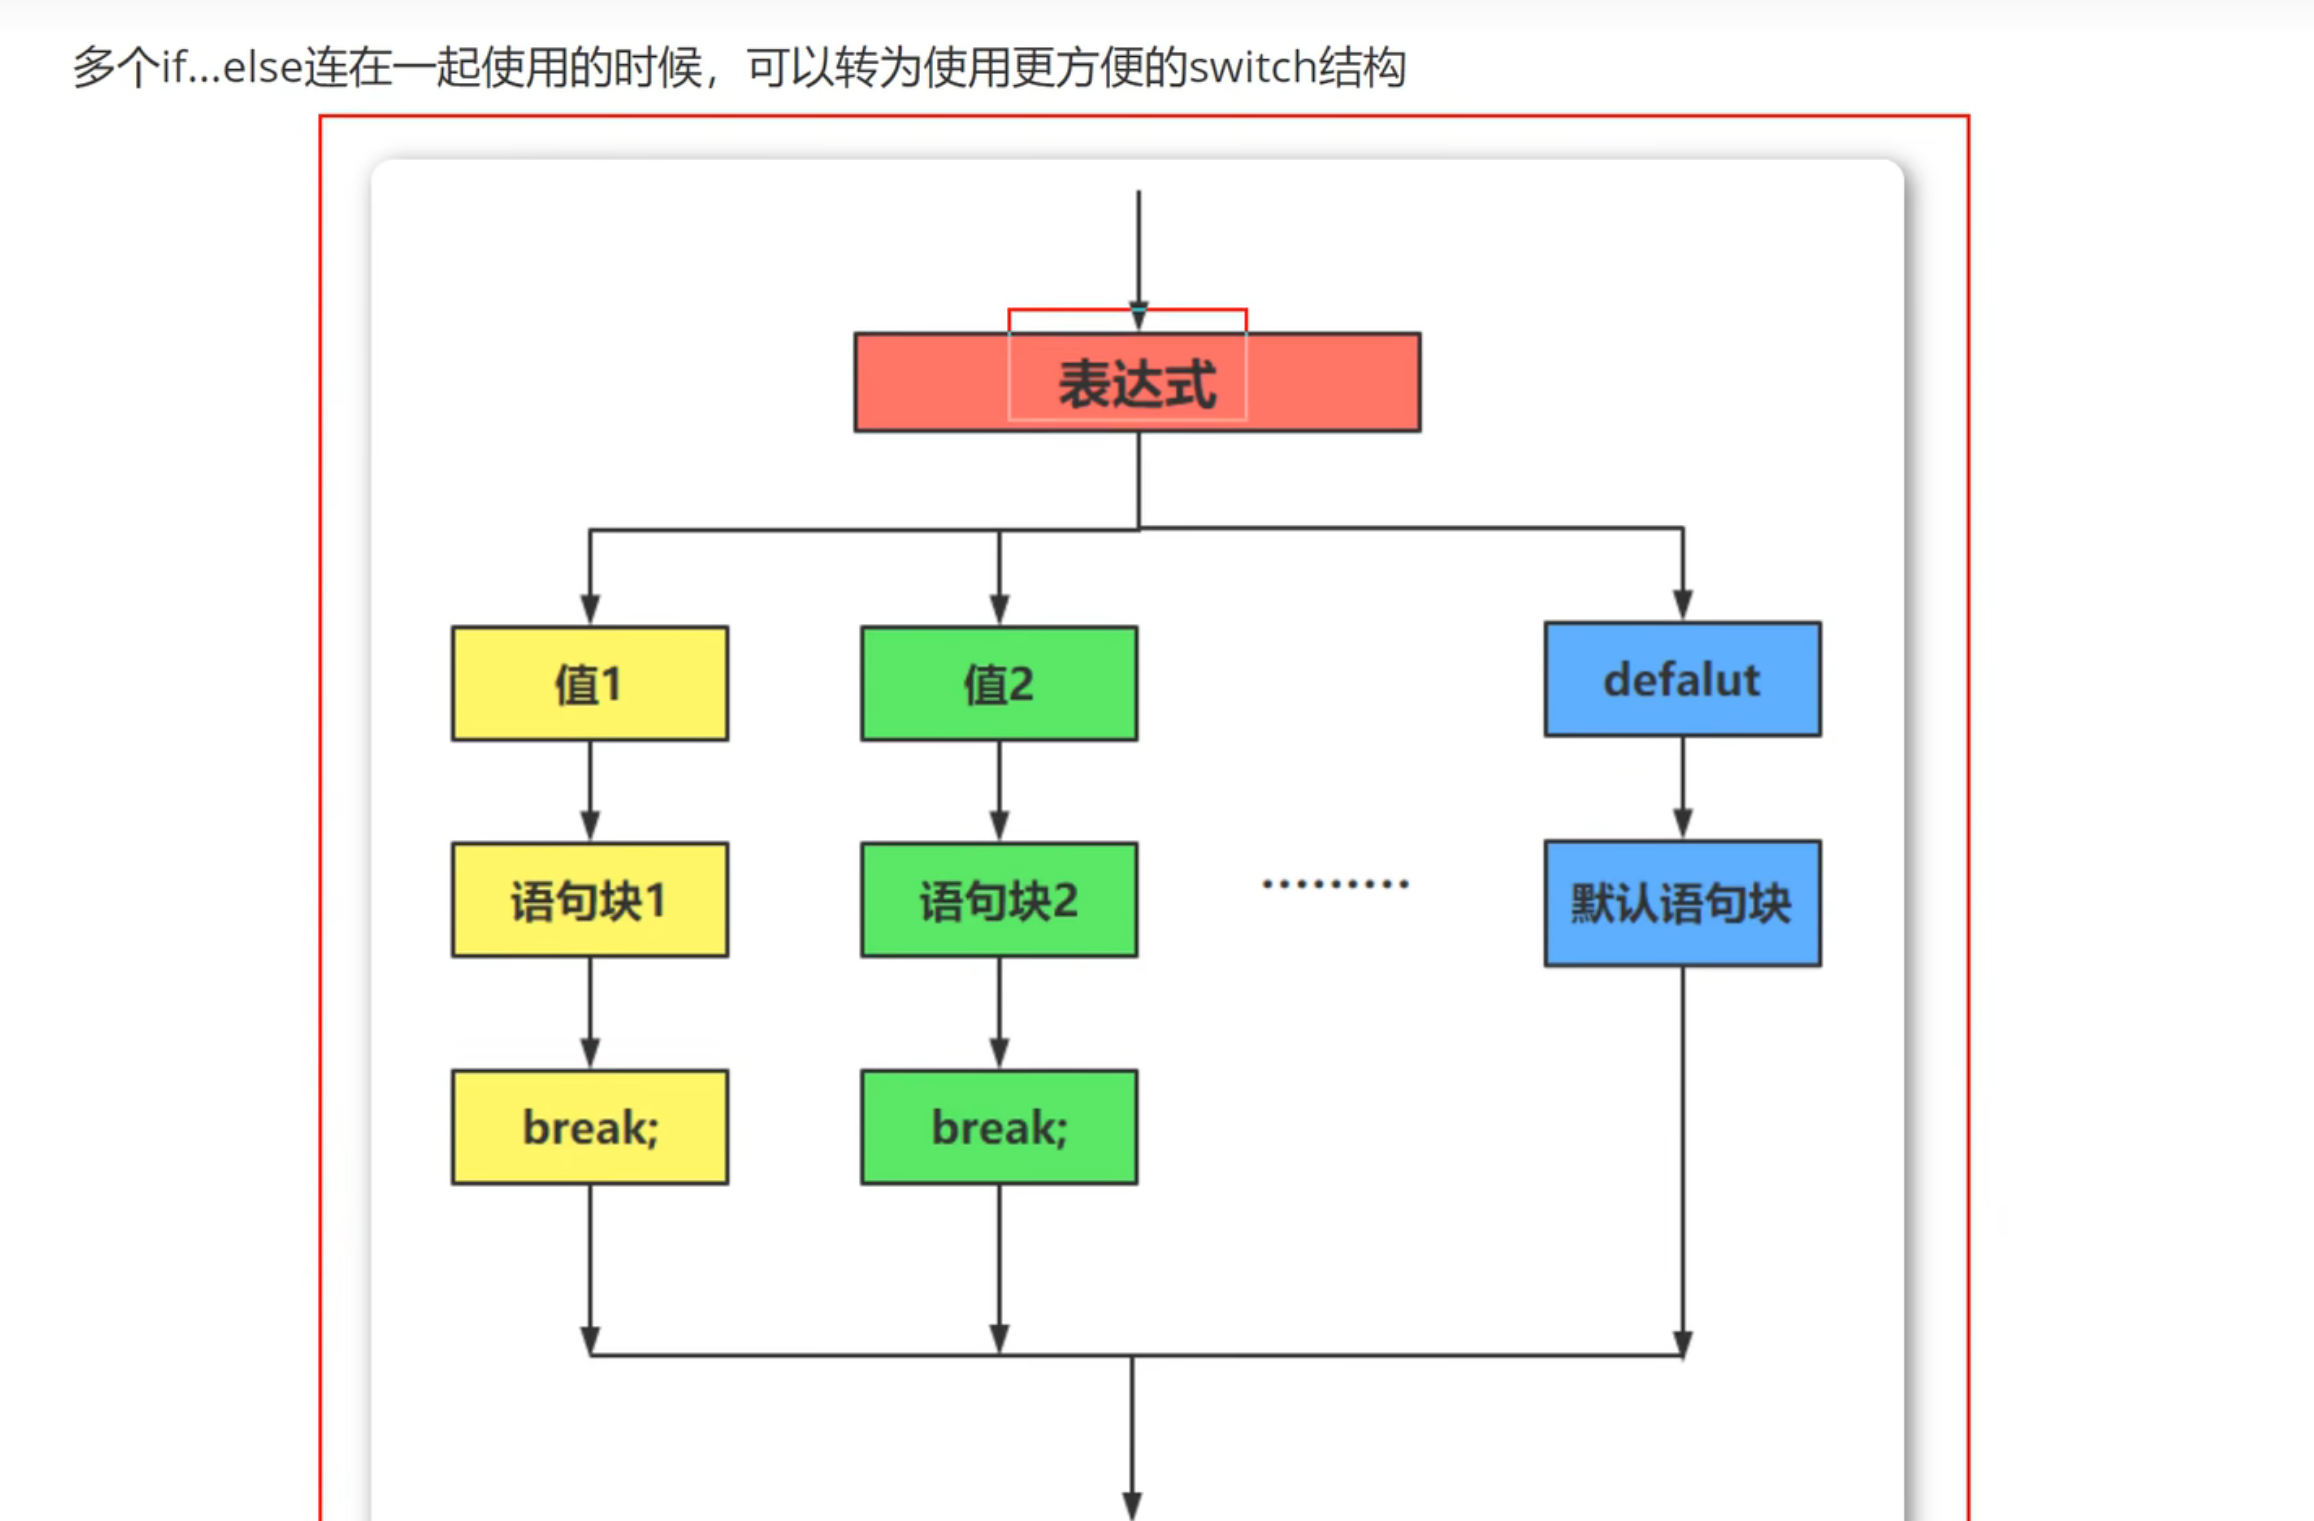 多个if...else连在一起使用的时候，可以转为使用更方便的switch结构
表达式
值1
值2
defalut
语句块1
语句块2
·········
默认语句块
break;
break;